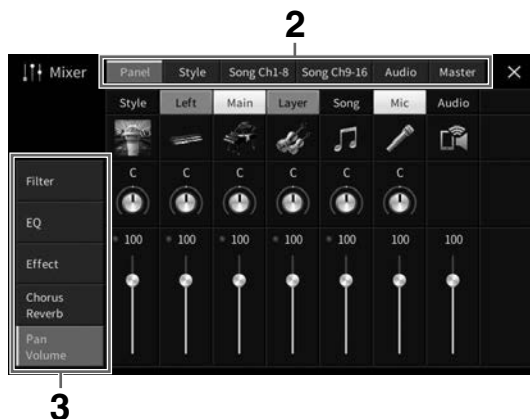 2
Mixer Panel Style Song Ch1-8 Song Ch9-16 Audio Master ×
Style Left Main Layer Song Mic Audio
C C C C C C
100 100 100 100 100 100 100
Filter
EQ
Effect
Chorus
Reverb
Pan
Volume
3